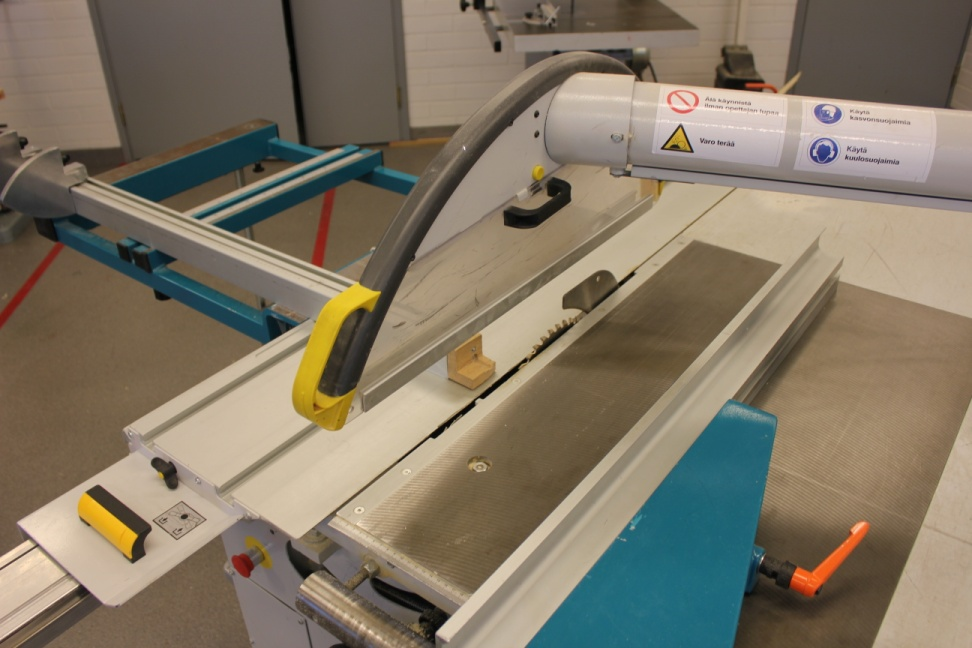 Älä käynnistä
ilman opettajan lupaa
Varo terää
Käytä
kasvonsuojaimia
Käytä
kuulosuojaimia